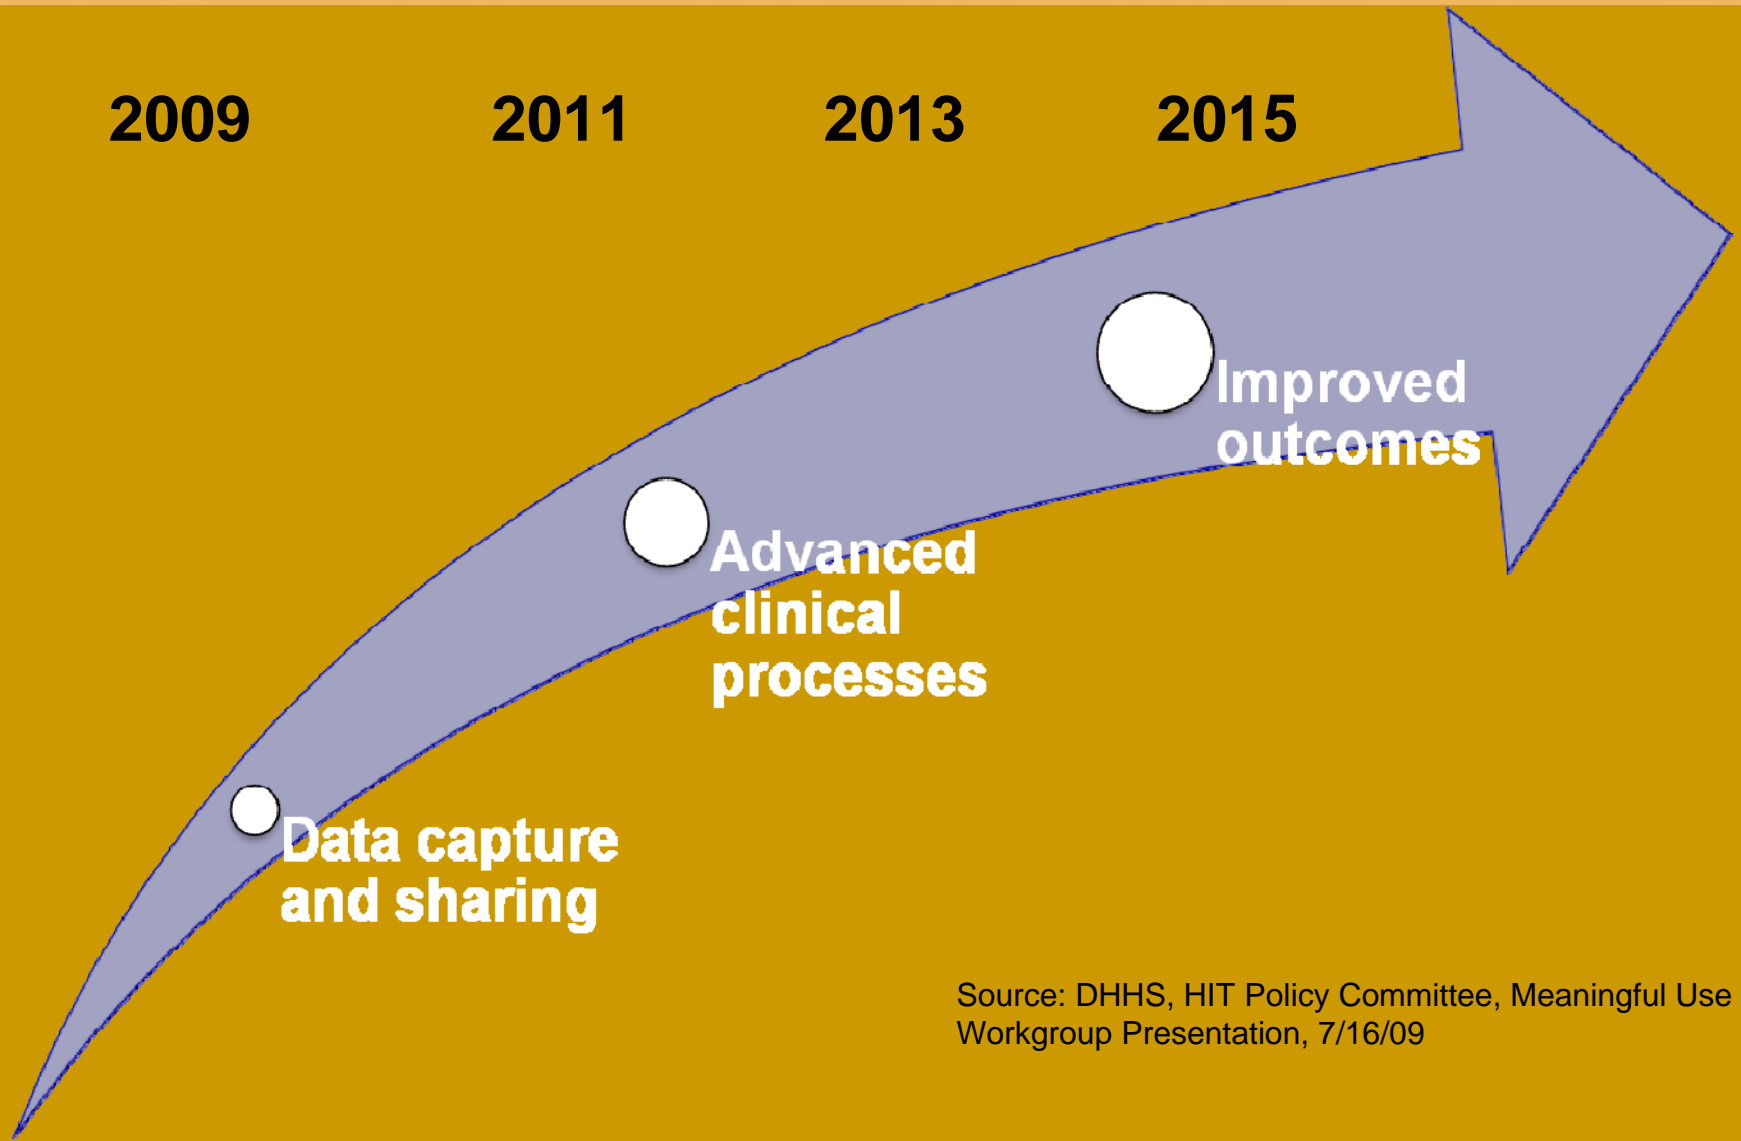 2009 2011 2013 2015
Improved
outcomes
Advanced
clinical
processes
Data capture
and sharing
Source: DHHS, HIT Policy Committee, Meaningful Use
Workgroup Presentation, 7/16/09